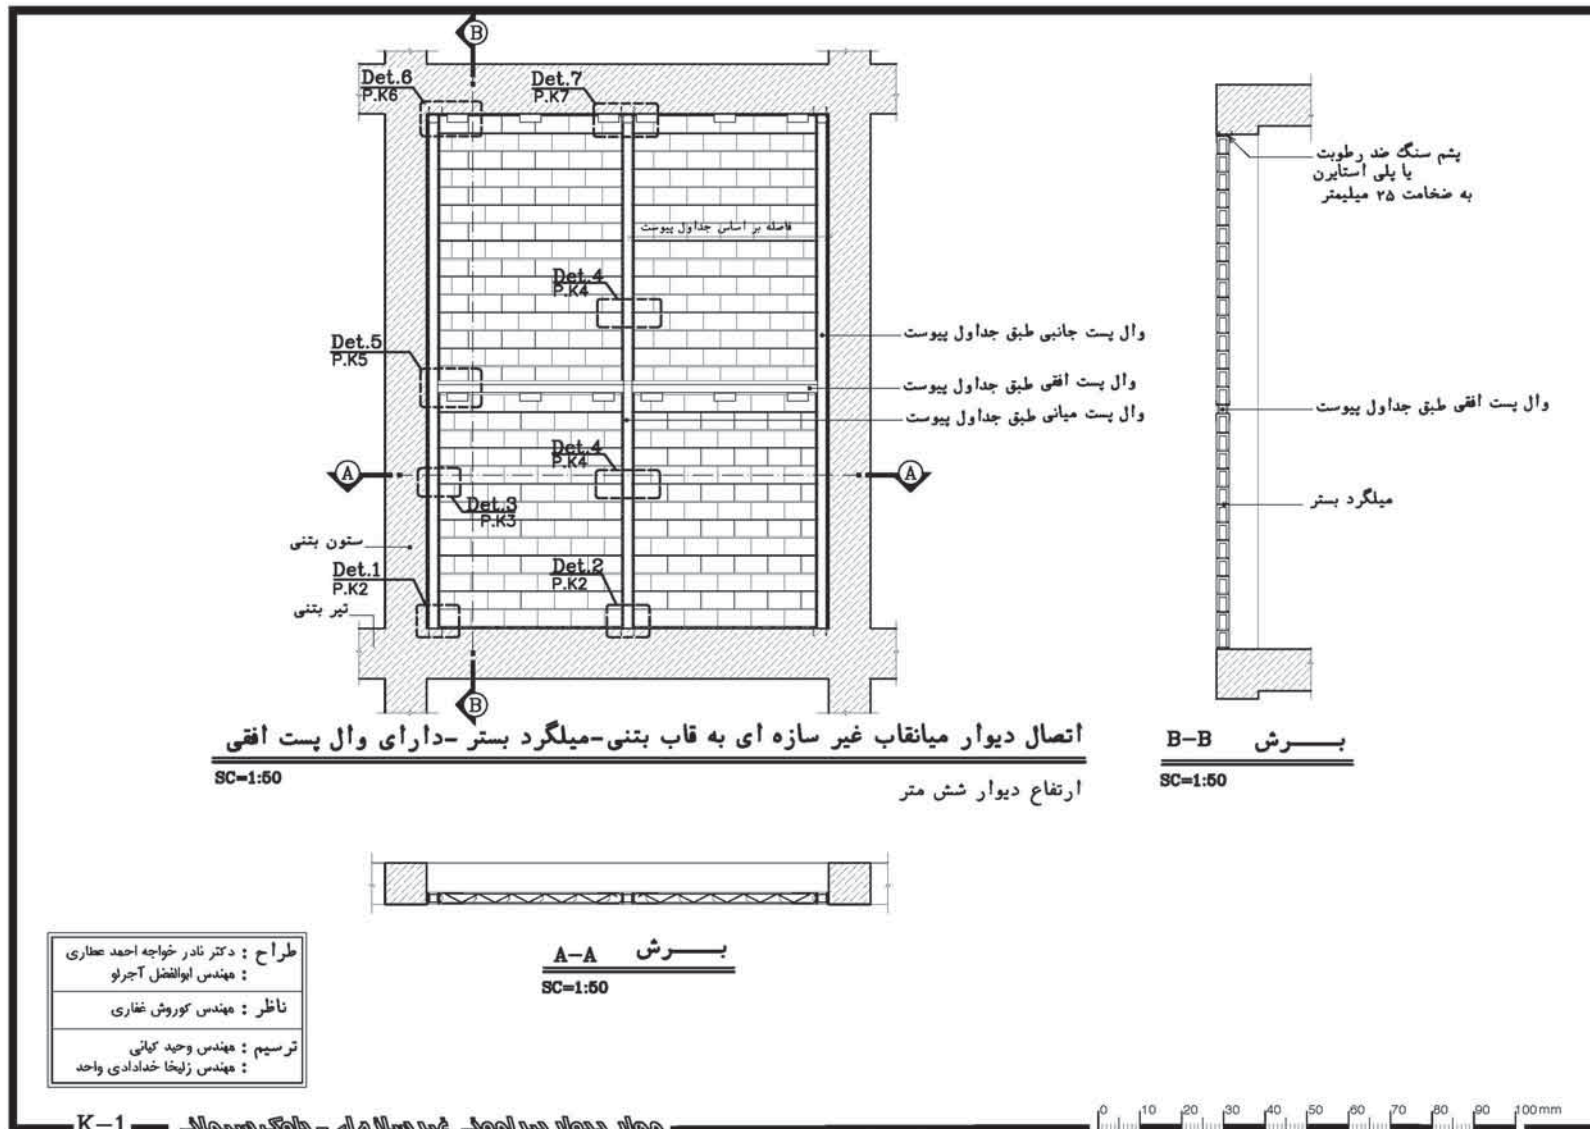 B
Det.6
P.K6
Det.7
P.K7
پشم سنگ ضد رطوبت
یا پلی استایرن
به ضخامت ۲۵ میلیمتر
فاصله بر اساس جداول پیوست
Det.4
P.K4
وال پست جانبی طبق جداول پیوست
Det.5
P.K5
وال پست افقی طبق جداول پیوست
وال پست میانی طبق جداول پیوست
وال پست افقی طبق جداول پیوست
Det.4
P.K4
A
A
Det.3
P.K3
میلگرد بستر
ستون بتنی
Det.1
P.K2
Det.2
P.K2
تیر بتنی
B
اتصال دیوار میانقاب غیر سازه ای به قاب بتنی-میلگرد بستر -دارای وال پست افقی
SC=1:50
ارتفاع دیوار شش متر
برش B-B
SC=1:50
برش A-A
SC=1:50
طراح : دکتر نادر خواجه احمد عطاری
: مهندس ابوالفضل آجرلو
ناظر : مهندس کوروش غفاری
ترسیم : مهندس وحید کیانی
: مهندس زلیخا خدادادی واحد
K-1
0 10 20 30 40 50 60 70 80 90 100mm